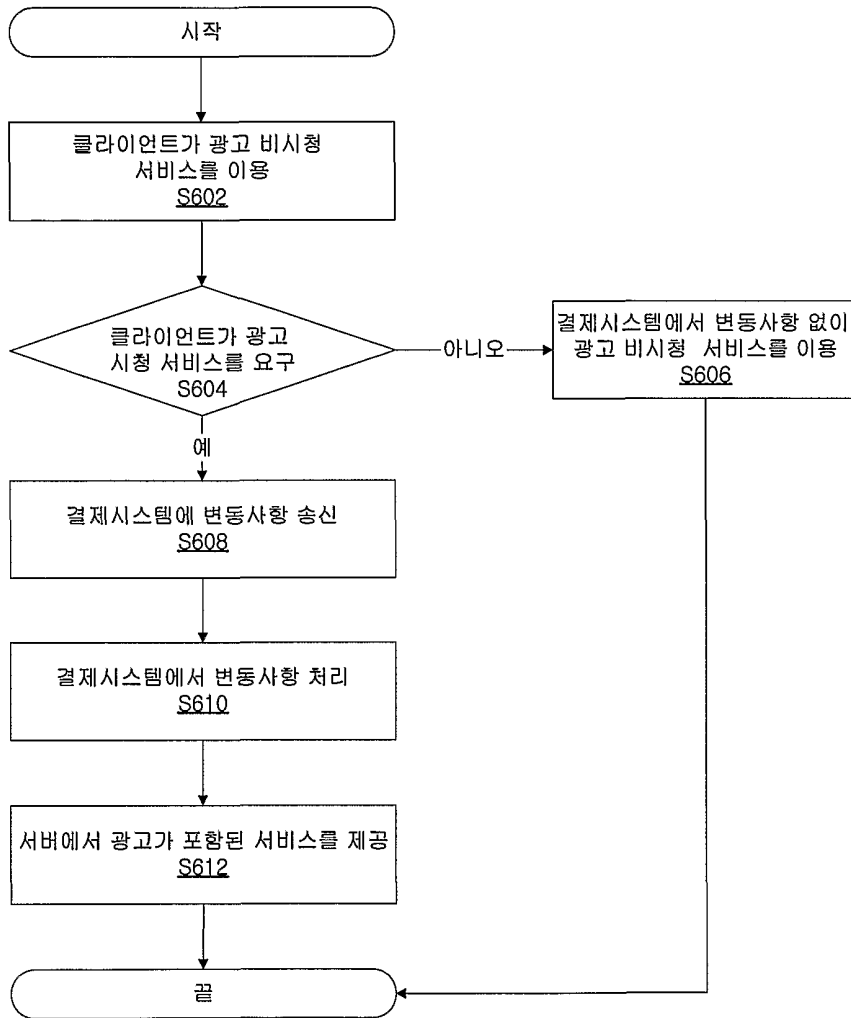 시작
클라이언트가 광고 비시청
서비스를 이용
S602
클라이언트가 광고
시청 서비스를 요구
S604
아니오
결제시스템에서 변동사항 없이
광고 비시청 서비스를 이용
S606
예
결제시스템에 변동사항 송신
S608
결제시스템에서 변동사항 처리
S610
서버에서 광고가 포함된 서비스를 제공
S612
끝